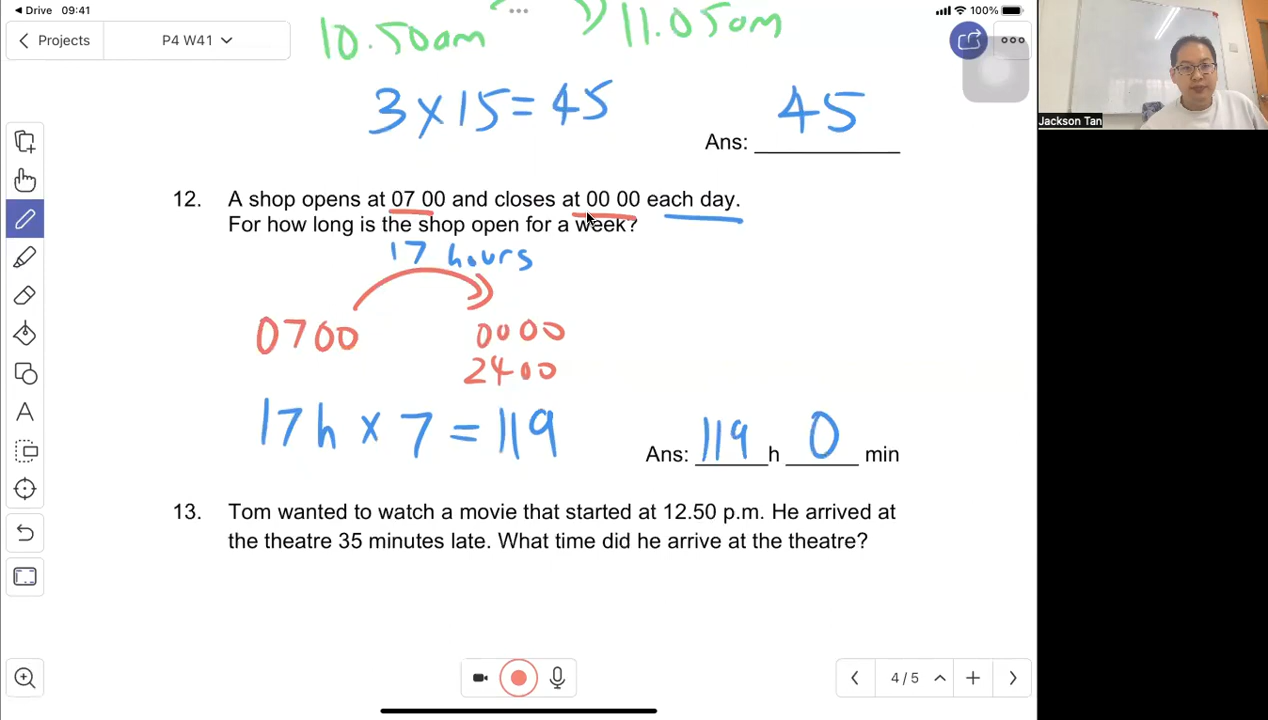 Drive 09:41
100%
Projects
P4 W41
10.50am 11.05am
3 x 15 = 45
45
Ans:
Jackson Tan
12. A shop opens at 07 00 and closes at 00 00 each day.
For how long is the shop open for a week?
17 hours
0700 0000
2400
17h x 7 = 119
Ans: 119 h 0 min
13. Tom wanted to watch a movie that started at 12.50 p.m. He arrived at
the theatre 35 minutes late. What time did he arrive at the theatre?
A
4 / 5